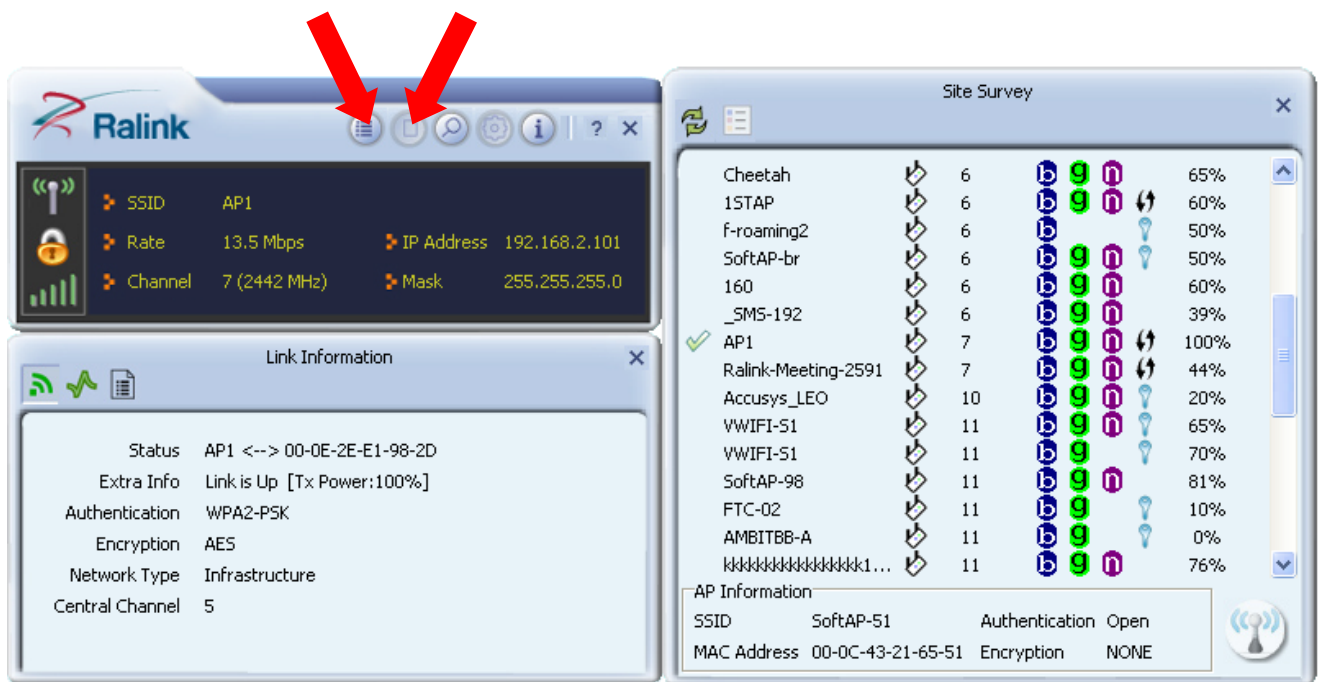 Ralink
i ? ×
SSID AP1
Rate 13.5 Mbps IP Address 192.168.2.101
Channel 7 (2442 MHz) Mask 255.255.255.0
Link Information
Status AP1 <--> 00-0E-2E-E1-98-2D
Extra Info Link is Up [Tx Power:100%]
Authentication WPA2-PSK
Encryption AES
Network Type Infrastructure
Central Channel 5
Site Survey
Cheetah 6 b g n 65%
1STAP 6 b g n 60%
f-roaming2 6 b 50%
SoftAP-br 6 b g n 50%
160 6 b g n 60%
_SMS-192 6 b g n 39%
AP1 7 b g n 100%
Ralink-Meeting-2591 7 b g n 44%
Accusys_LEO 10 b g n 20%
VWIFI-S1 11 b g n 65%
VWIFI-S1 11 b g 70%
SoftAP-98 11 b g n 81%
FTC-02 11 b g 10%
AMBITBB-A 11 b g 0%
kkkkkkkkkkkkkkkk1... 11 b g n 76%
AP Information
SSID SoftAP-51 Authentication Open
MAC Address 00-0C-43-21-65-51 Encryption NONE